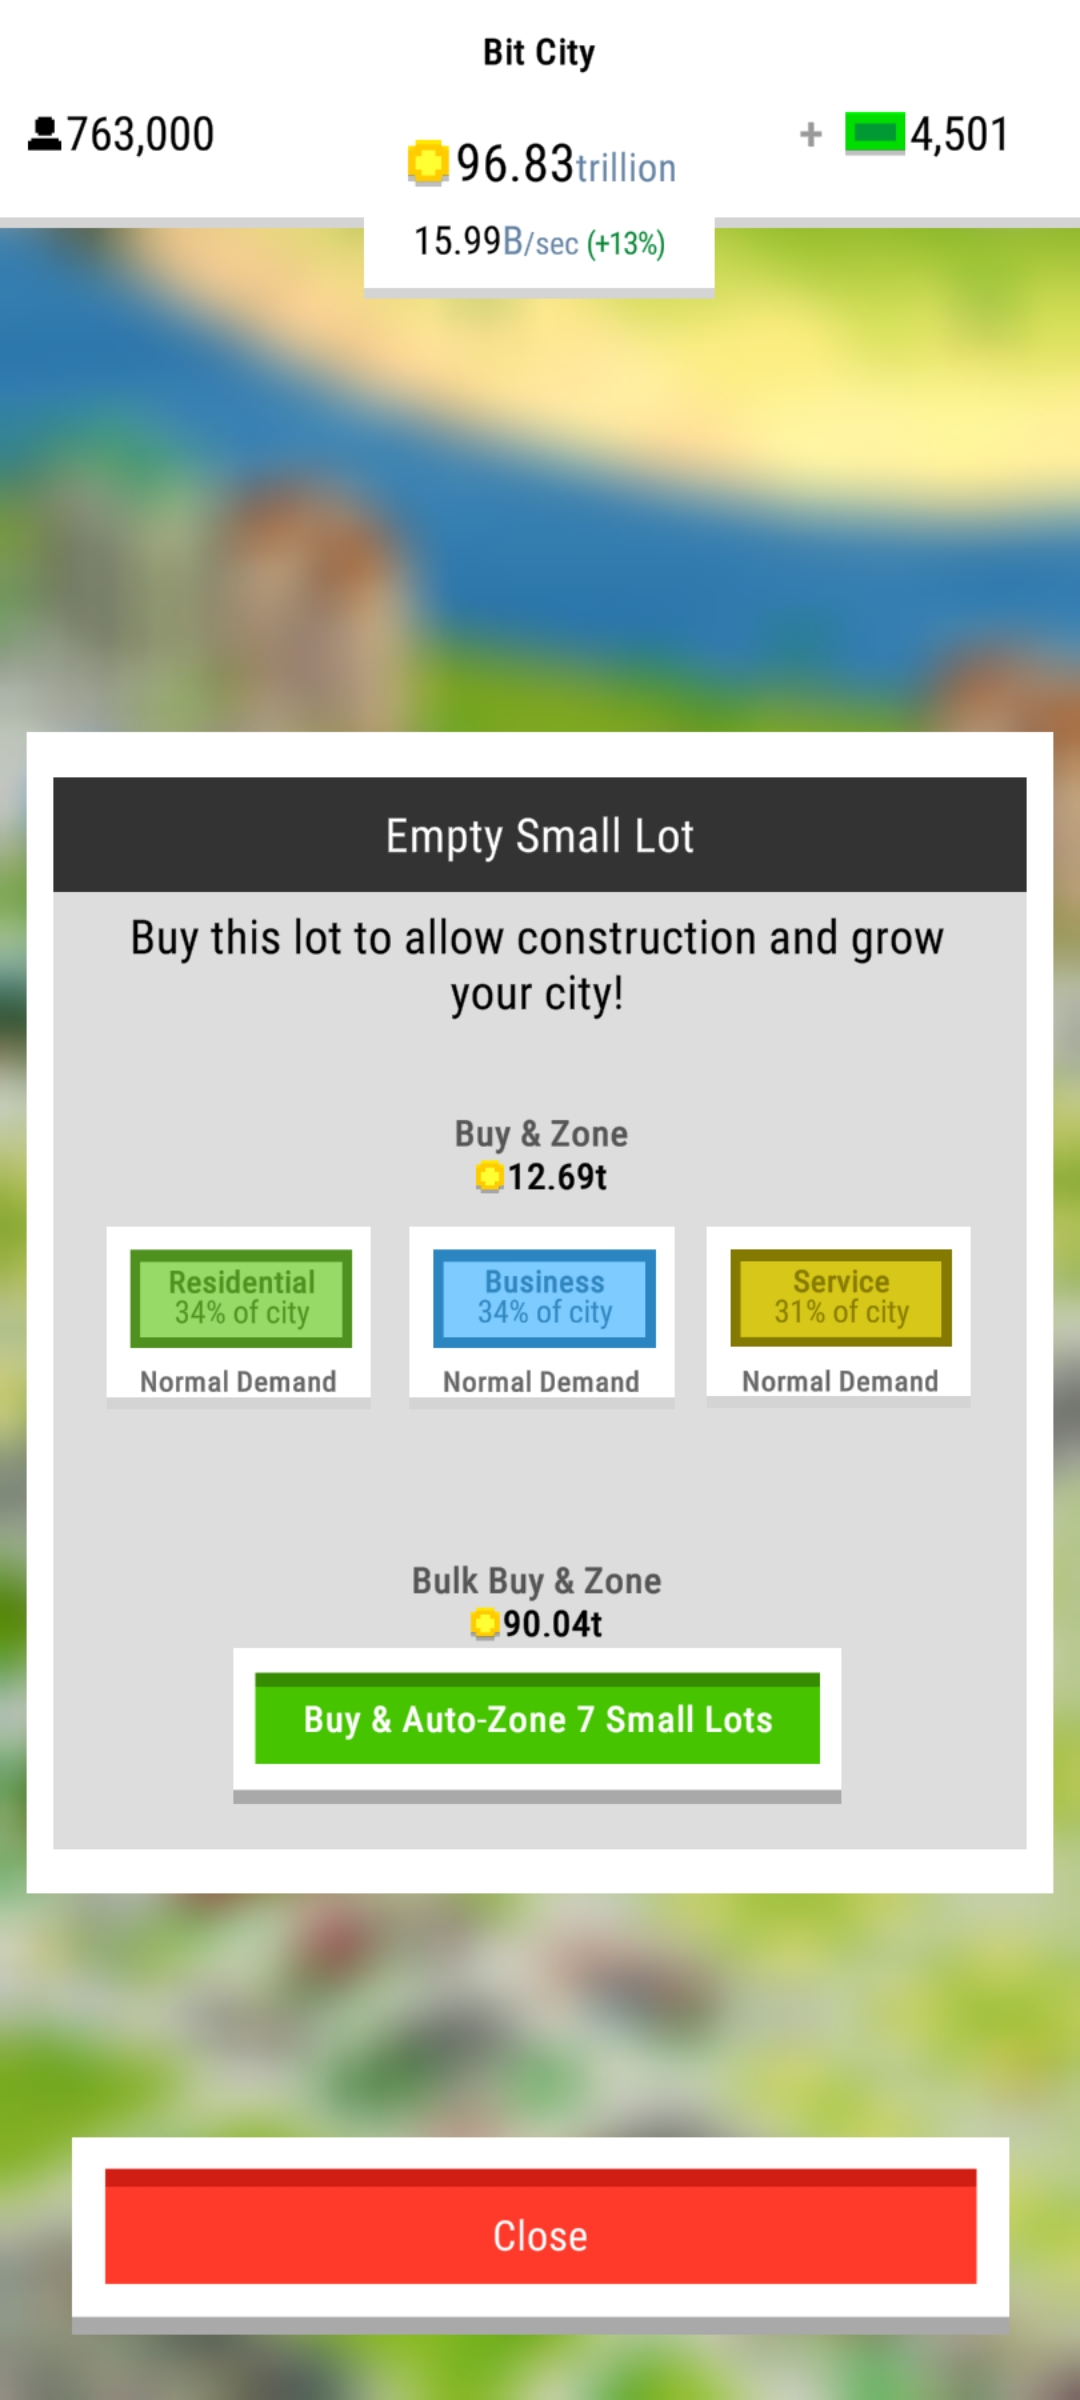 Bit City
763,000
+ 4,501
96.83trillion
15.99B/sec (+13%)
Empty Small Lot
Buy this lot to allow construction and grow
your city!
Buy & Zone
12.69t
Residential
34% of city
Normal Demand
Business
34% of city
Normal Demand
Service
31% of city
Normal Demand
Bulk Buy & Zone
90.04t
Buy & Auto-Zone 7 Small Lots
Close